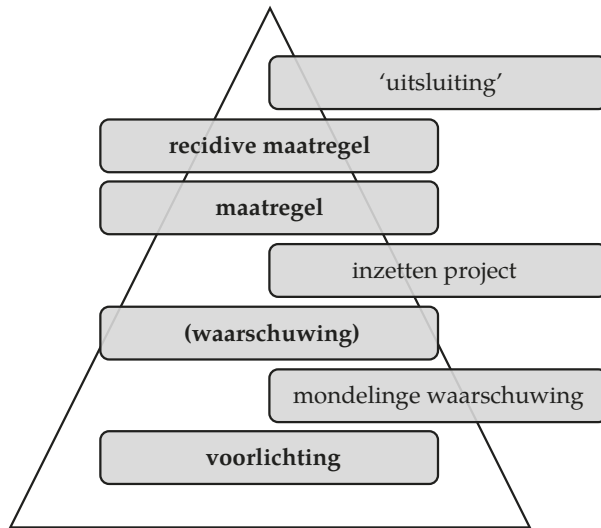 ‘uitsluiting’
recidive maatregel
maatregel
inzetten project
(waarschuwing)
mondelinge waarschuwing
voorlichting